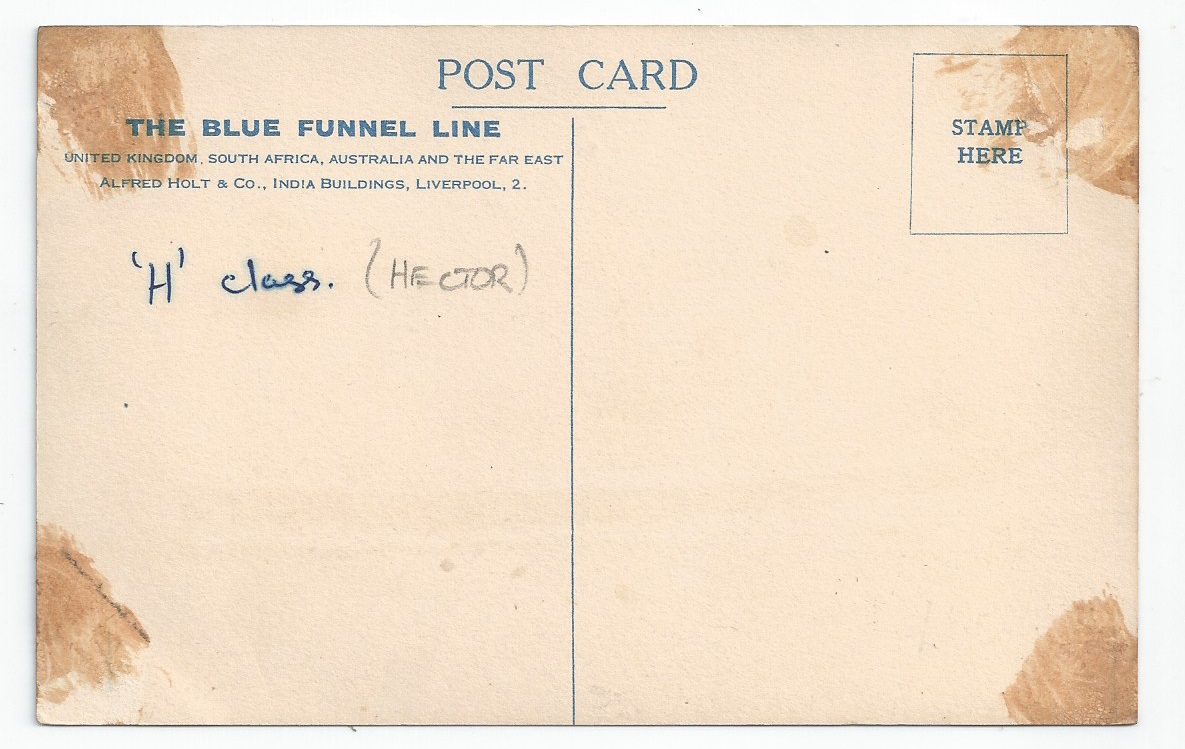 POST CARD
THE BLUE FUNNEL LINE
UNITED KINGDOM, SOUTH AFRICA, AUSTRALIA AND THE FAR EAST
ALFRED HOLT & CO., INDIA BUILDINGS, LIVERPOOL, 2.
STAMP
HERE
'H' class. (HECTOR)